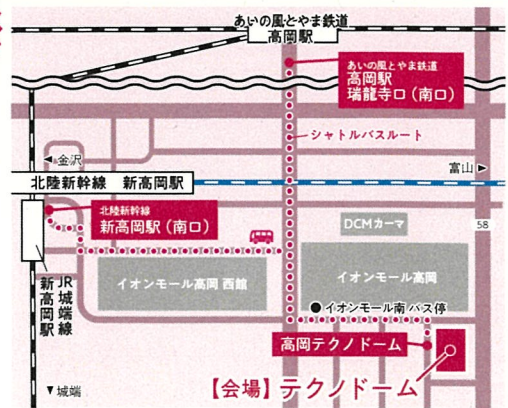 あいの風とやま鉄道
高岡駅
あいの風とやま鉄道
高岡駅
瑞龍寺口(南口)
シャトルバスルート
金沢
富山
北陸新幹線 新高岡駅
北陸新幹線
新高岡駅(南口)
DCMカーマ
58
イオンモール高岡 西館
イオンモール高岡
JR城端線
新高岡駅
イオンモール南 バス停
高岡テクノドーム
【会場】テクノドーム
城端